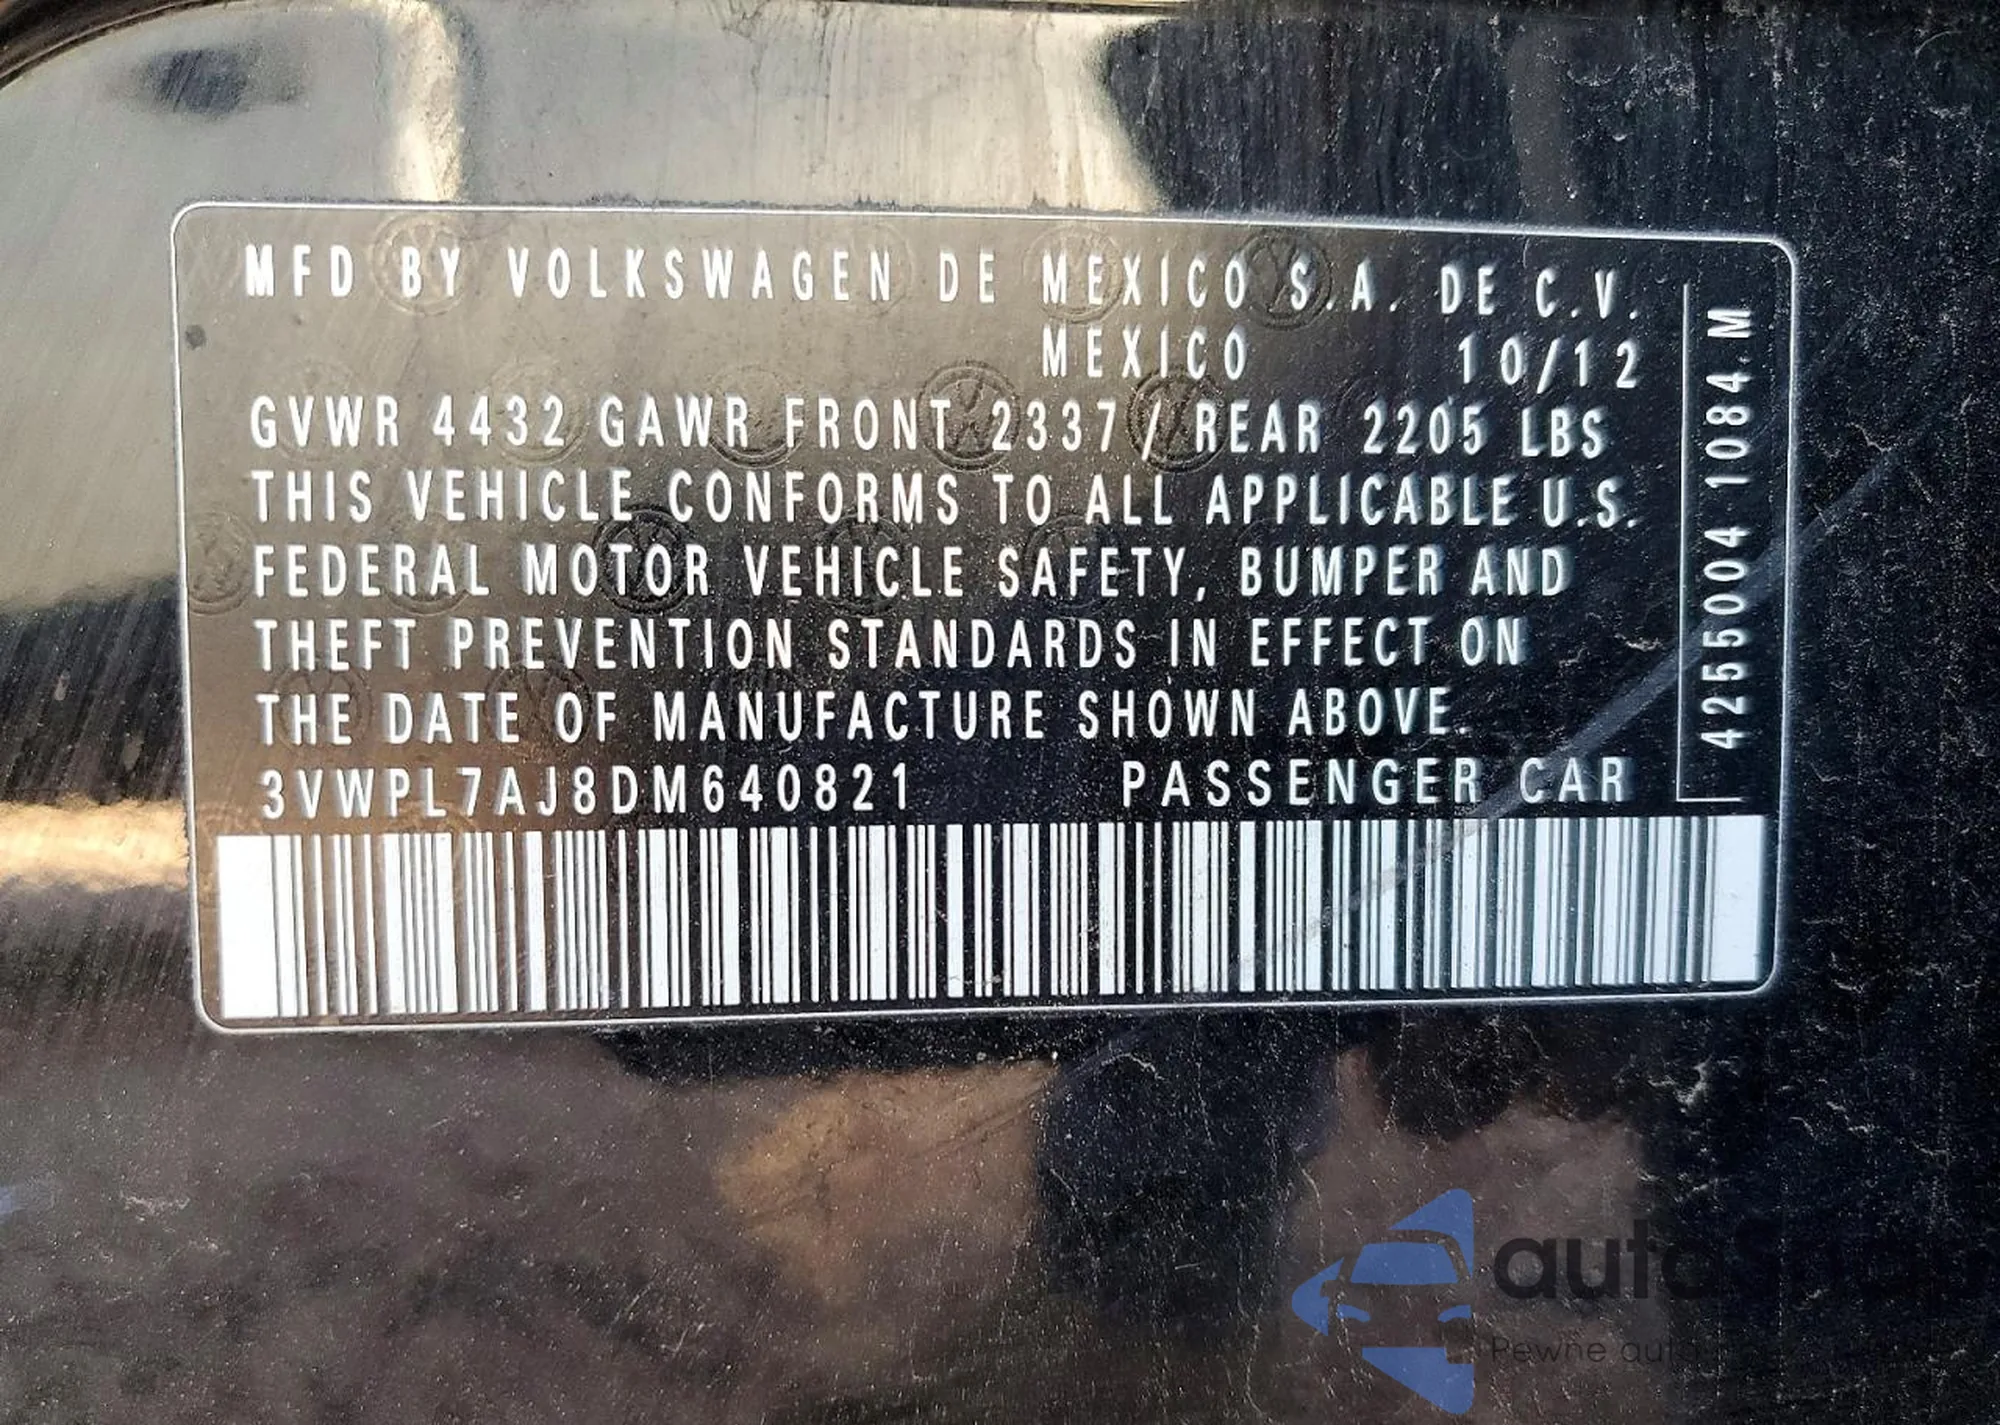 MFD BY VOLKSWAGEN DE MEXICO S.A. DE C.V.
MEXICO 10/12
GVWR 4432 GAWR FRONT 2337 / REAR 2205 LBS
THIS VEHICLE CONFORMS TO ALL APPLICABLE U.S.
FEDERAL MOTOR VEHICLE SAFETY, BUMPER AND
THEFT PREVENTION STANDARDS IN EFFECT ON
THE DATE OF MANUFACTURE SHOWN ABOVE.
3VWPL7AJ8DM640821 PASSENGER CAR
4255004 1084.M
Pewne auto